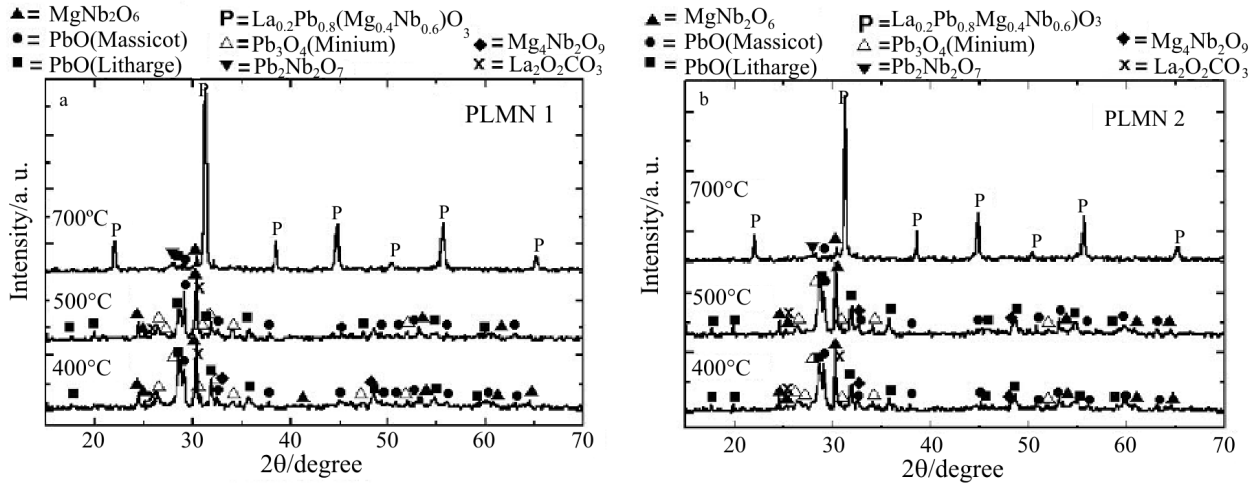 ▲ = MgNb₂O₆
P = La₀.₂Pb₀.₈(Mg₀.₄Nb₀.₆)O₃
● = PbO(Massicot)
△ = Pb₃O₄(Minium)
◆ = Mg₄Nb₂O₉
■ = PbO(Litharge)
▼ = Pb₂Nb₂O₇
× = La₂O₂CO₃
a
P
PLMN 1
700ºC
P
P
P
P
P
P
500°C
400°C
Intensity/a. u.
20
30
40
50
60
70
2θ/degree
▲ = MgNb₂O₆
P = La₀.₂Pb₀.₈(Mg₀.₄Nb₀.₆)O₃
● = PbO(Massicot)
△ = Pb₃O₄(Minium)
◆ = Mg₄Nb₂O₉
■ = PbO(Litharge)
▼ = Pb₂Nb₂O₇
× = La₂O₂CO₃
b
P
PLMN 2
700°C
P
P
P
P
P
P
500°C
400°C
Intensity/a. u.
20
30
40
50
60
70
2θ/degree